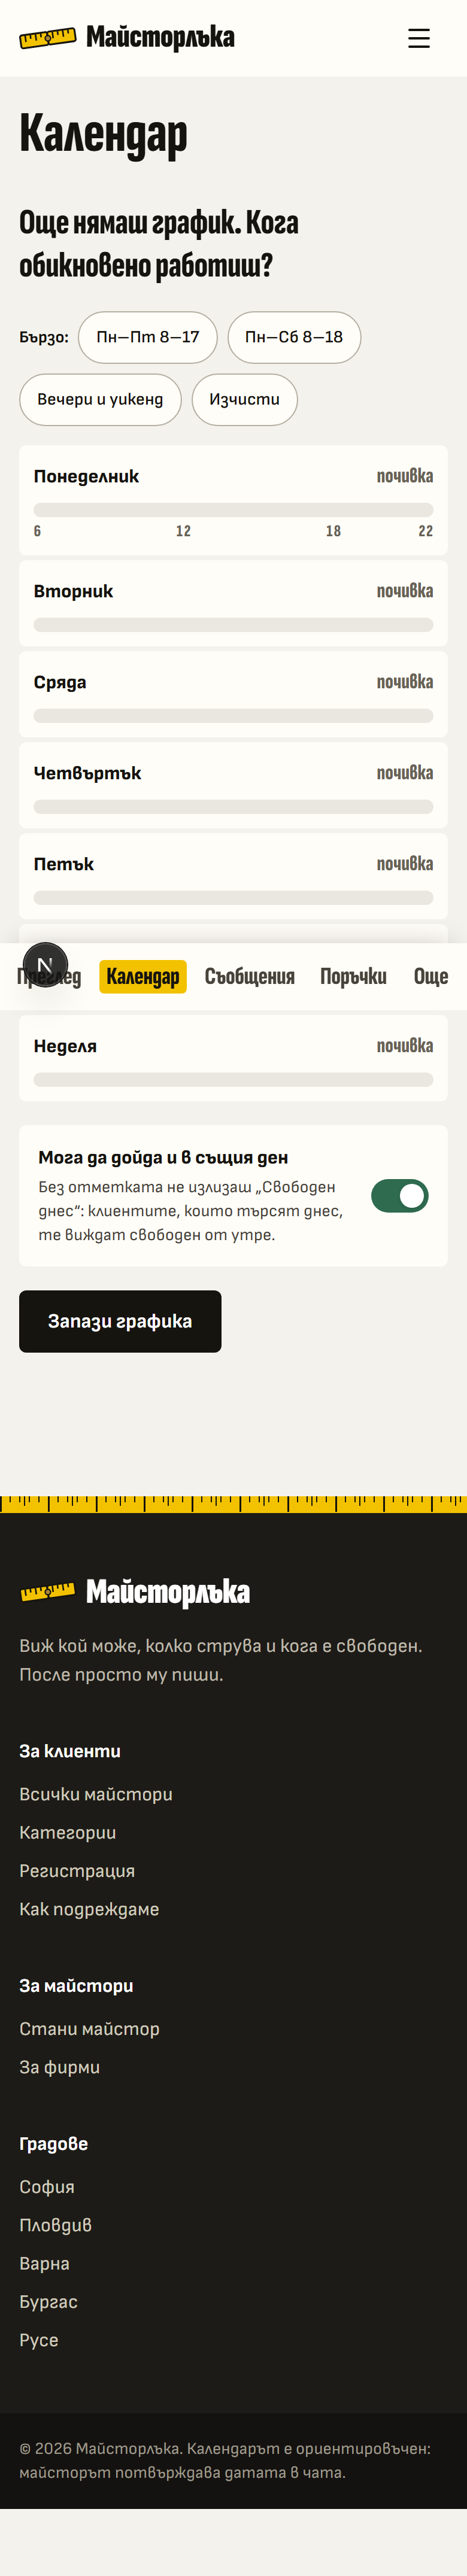 Майсторлъка
Календар
Още нямаш график. Кога
обикновено работиш?
Бързо:
Пн–Пт 8–17
Пн–Сб 8–18
Вечери и уикенд
Изчисти
Понеделник
почивка
6
12
18
22
Вторник
почивка
Сряда
почивка
Четвъртък
почивка
Петък
почивка
N
Преглед
Календар
Съобщения
Поръчки
Още
Неделя
почивка
Мога да дойда и в същия ден
Без отметката не излизаш „Свободен
днес“: клиентите, които търсят днес,
те виждат свободен от утре.
Запази графика
Майсторлъка
Виж кой може, колко струва и кога е свободен.
После просто му пиши.
За клиенти
Всички майстори
Категории
Регистрация
Как подреждаме
За майстори
Стани майстор
За фирми
Градове
София
Пловдив
Варна
Бургас
Русе
© 2026 Майсторлъка. Календарът е ориентировъчен:
майсторът потвърждава датата в чата.